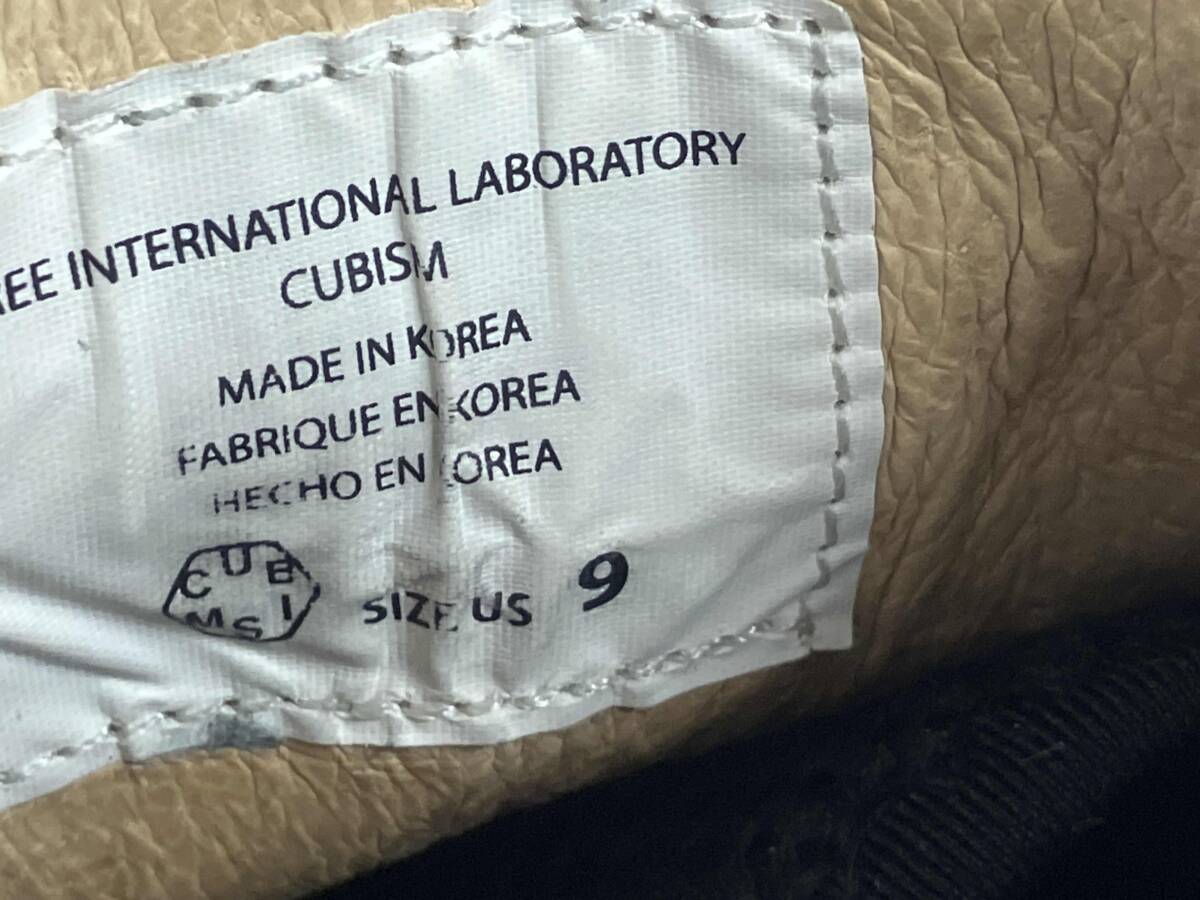 INTERNATIONAL LABORATORY
CUBISM
MADE IN KOREA
FABRIQUE EN KOREA
HECHO EN KOREA
CUBISM
SIZE US 9